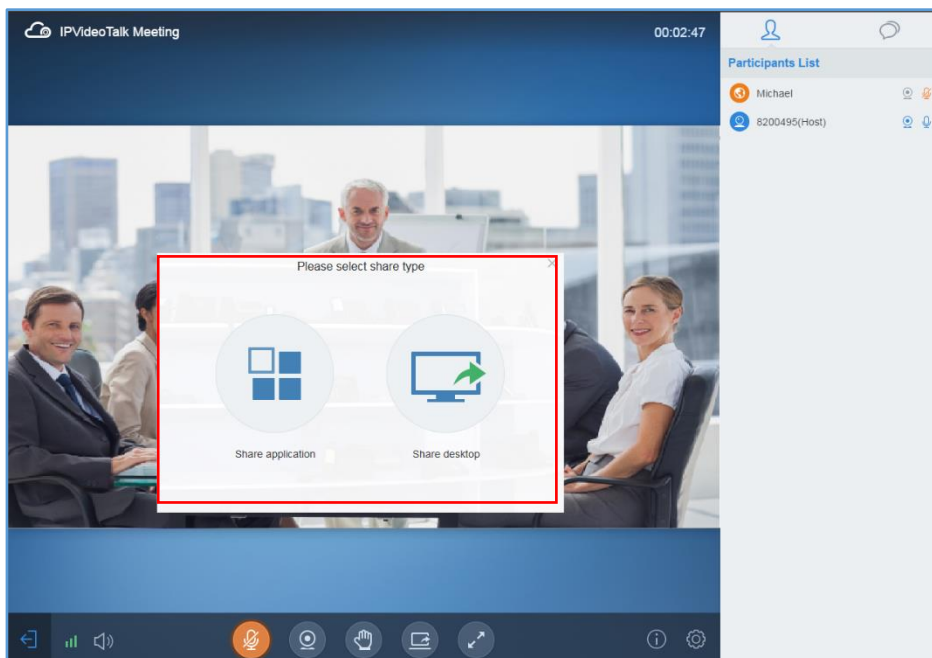 IPVideoTalk Meeting
00:02:47
Participants List
Michael
8200495(Host)
Please select share type
Share application
Share desktop